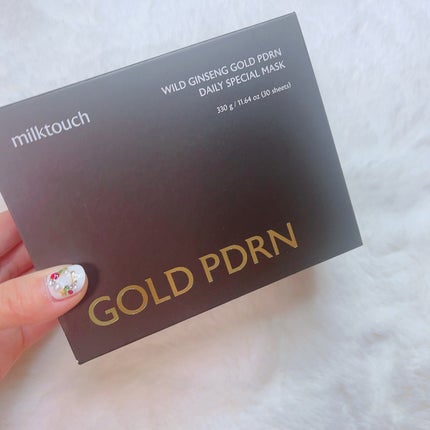 milktouch
WILD GINSENG GOLD PDRN
DAILY SPECIAL MASK
330 g / 11.64 oz (30 sheets)
GOLD PDRN